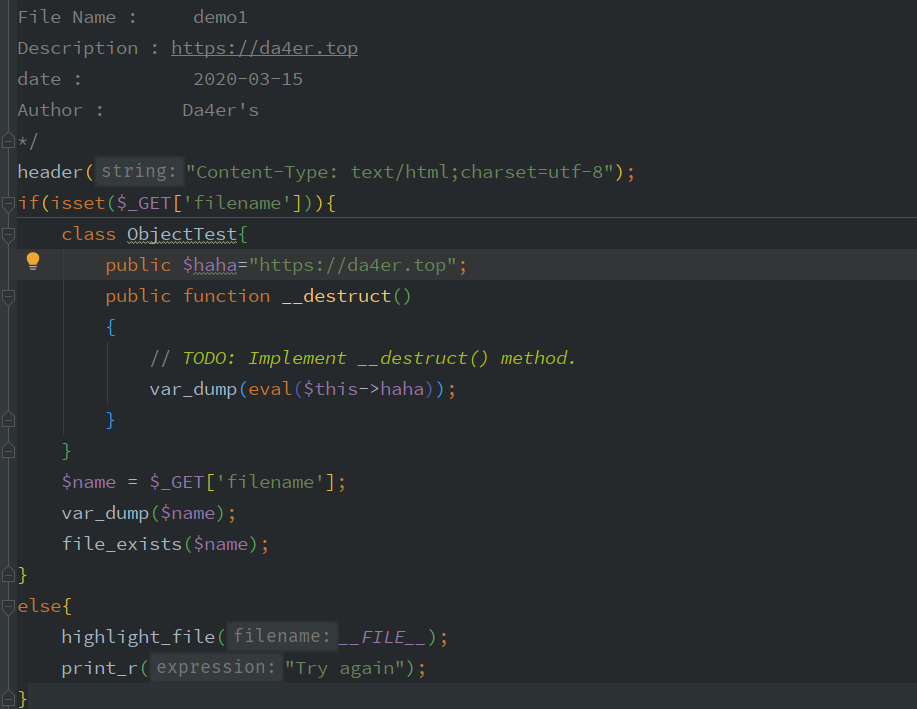 File Name :     demo1
Description : https://da4er.top
date :          2020-03-15
Author :       Da4er's
*/
header( string: "Content-Type: text/html;charset=utf-8");
if(isset($_GET['filename'])){
    class ObjectTest{
        public $haha="https://da4er.top";
        public function __destruct()
        {
            // TODO: Implement __destruct() method.
            var_dump(eval($this->haha));
        }
    }
    $name = $_GET['filename'];
    var_dump($name);
    file_exists($name);
}
else{
    highlight_file( filename: __FILE__);
    print_r( expression: "Try again");
}